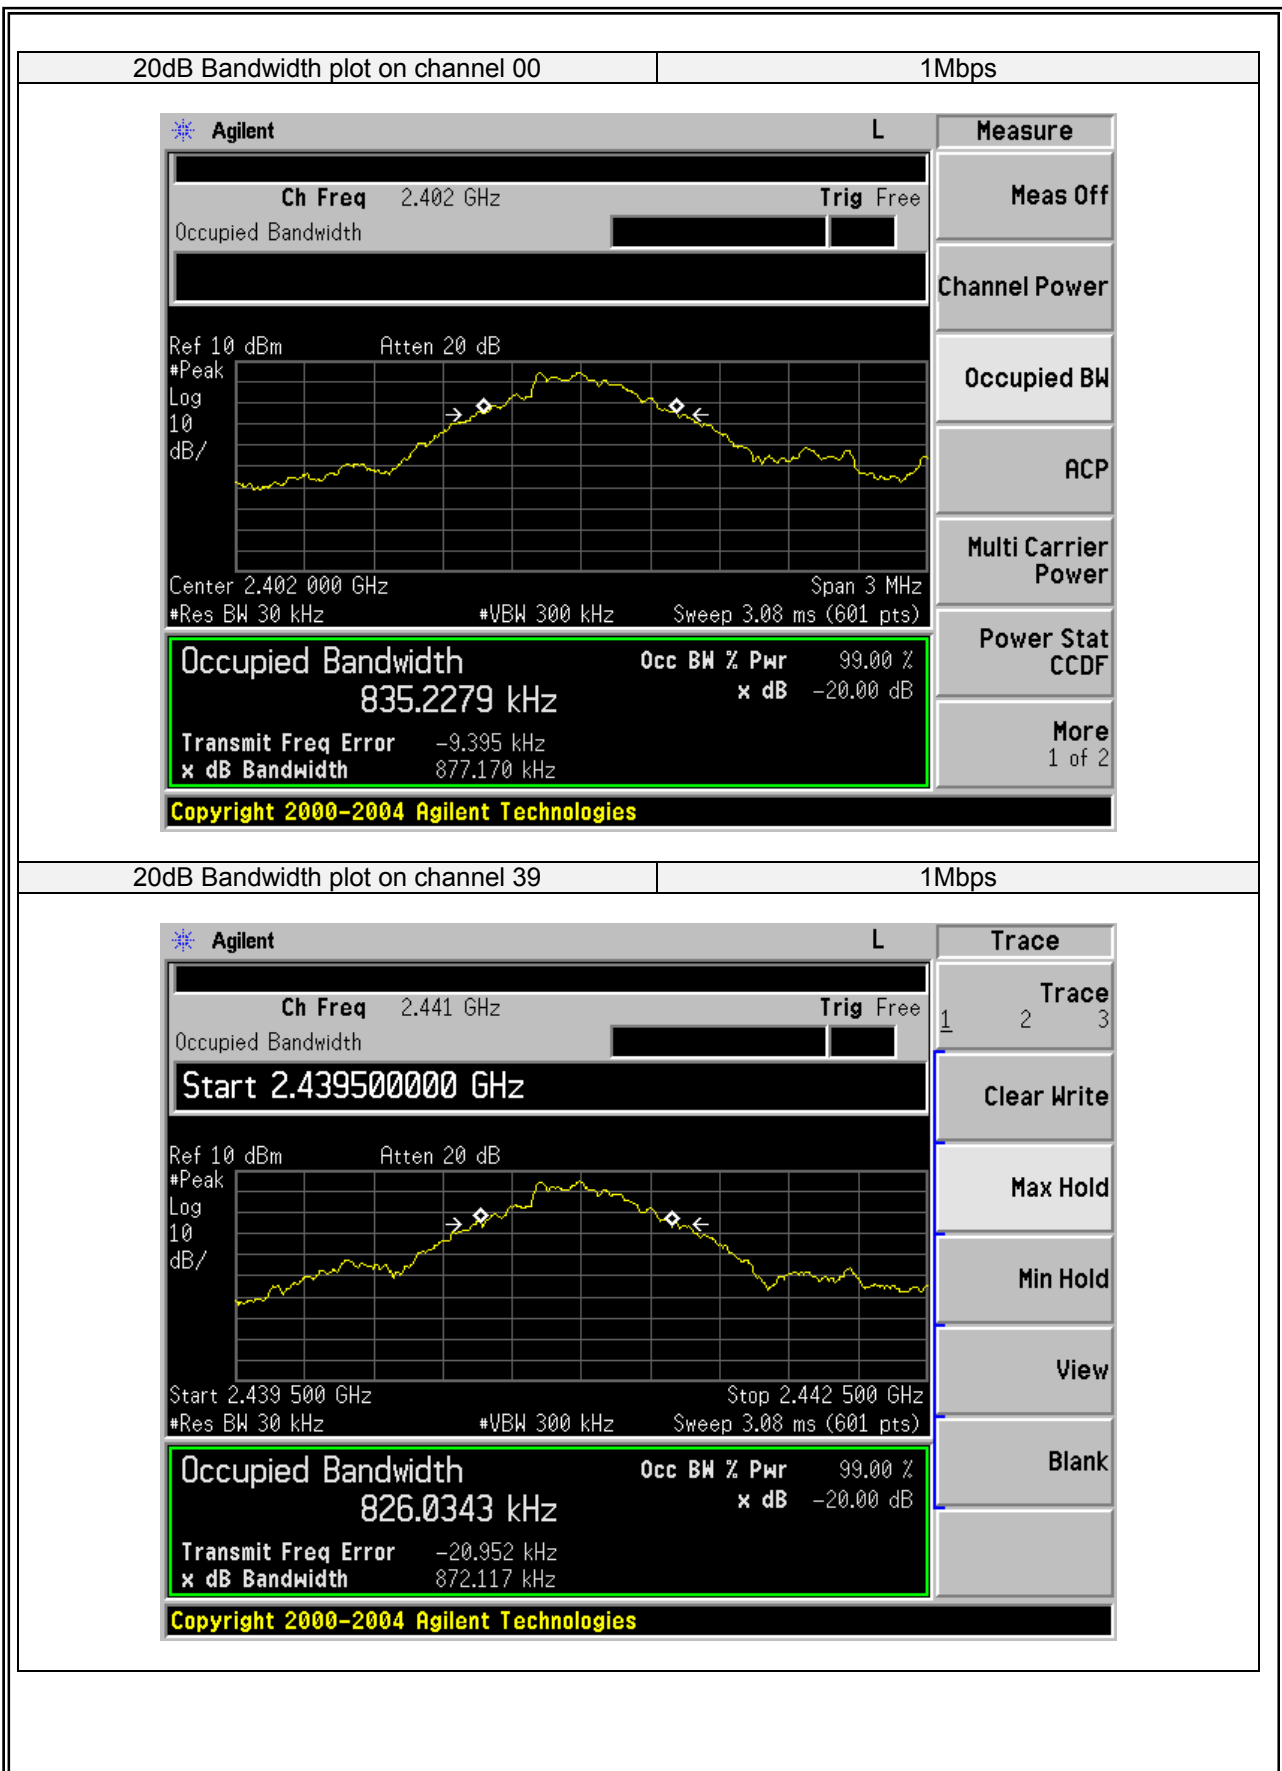 20dB Bandwidth plot on channel 00 1Mbps
Agilent L Measure
Ch Freq 2.402 GHz Trig Free
Meas Off
Occupied Bandwidth
Channel Power
Ref 10 dBm Atten 20 dB
#Peak
Log
10
dB/
Occupied BW
ACP
Multi Carrier
Power
Center 2.402 000 GHz Span 3 MHz
#Res BW 30 kHz #VBW 300 kHz Sweep 3.08 ms (601 pts)
Power Stat
CCDF
Occupied Bandwidth Occ BW % Pwr 99.00 %
835.2279 kHz x dB -20.00 dB
More
1 of 2
Transmit Freq Error -9.395 kHz
x dB Bandwidth 877.170 kHz
Copyright 2000-2004 Agilent Technologies
20dB Bandwidth plot on channel 39 1Mbps
Agilent L Trace
Ch Freq 2.441 GHz Trig Free
Trace
1 2 3
Occupied Bandwidth
Start 2.439500000 GHz
Clear Write
Ref 10 dBm Atten 20 dB
#Peak
Log
10
dB/
Max Hold
Min Hold
View
Start 2.439 500 GHz Stop 2.442 500 GHz
#Res BW 30 kHz #VBW 300 kHz Sweep 3.08 ms (601 pts)
Blank
Occupied Bandwidth Occ BW % Pwr 99.00 %
826.0343 kHz x dB -20.00 dB
Transmit Freq Error -20.952 kHz
x dB Bandwidth 872.117 kHz
Copyright 2000-2004 Agilent Technologies